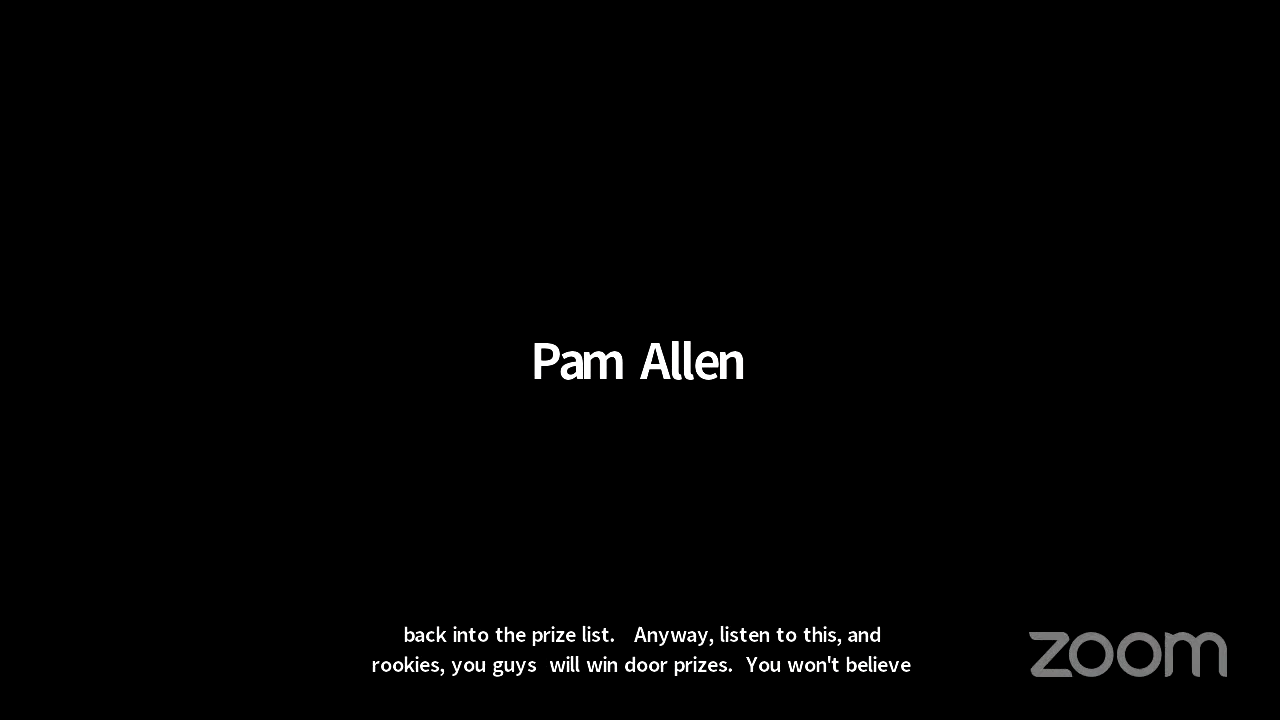 Pam Allen
back into the prize list. Anyway, listen to this, and
rookies, you guys will win door prizes. You won't believe
zoom